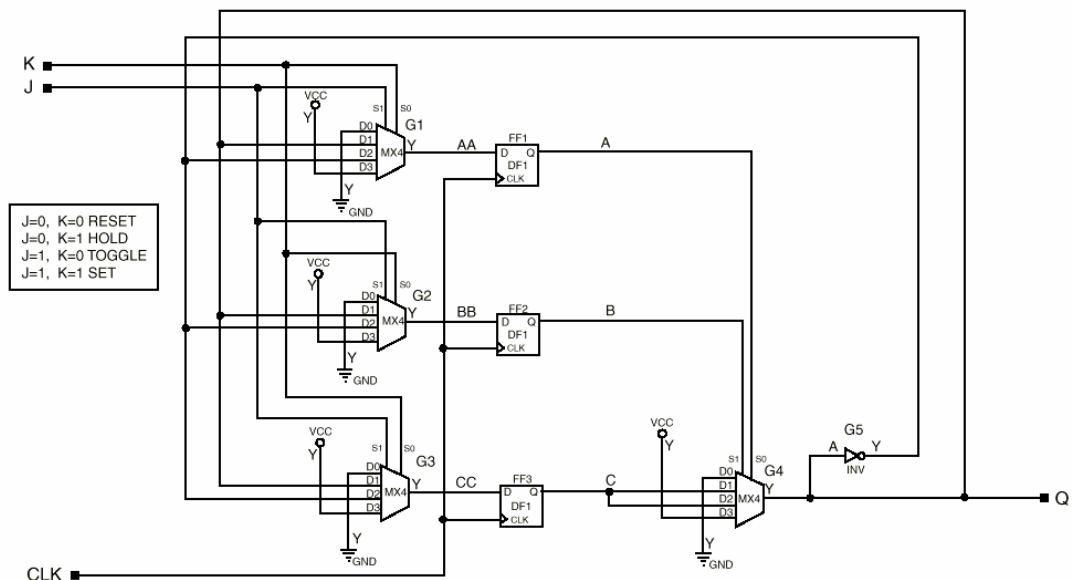 K
J
VCC
Y
S1
S0
G1
D0
D1
D2
D3
MX4
Y
AA
FF1
D
Q
DF1
CLK
A
Y
GND
J=0, K=0 RESET
J=0, K=1 HOLD
J=1, K=0 TOGGLE
J=1, K=1 SET
VCC
Y
S1
S0
G2
D0
D1
D2
D3
MX4
Y
BB
FF2
D
Q
DF1
CLK
B
Y
GND
VCC
Y
S1
S0
G3
D0
D1
D2
D3
MX4
Y
CC
FF3
D
Q
DF1
CLK
C
Y
GND
VCC
Y
S1
S0
G4
D0
D1
D2
D3
MX4
Y
Y
GND
G5
A
Y
INV
Q
CLK